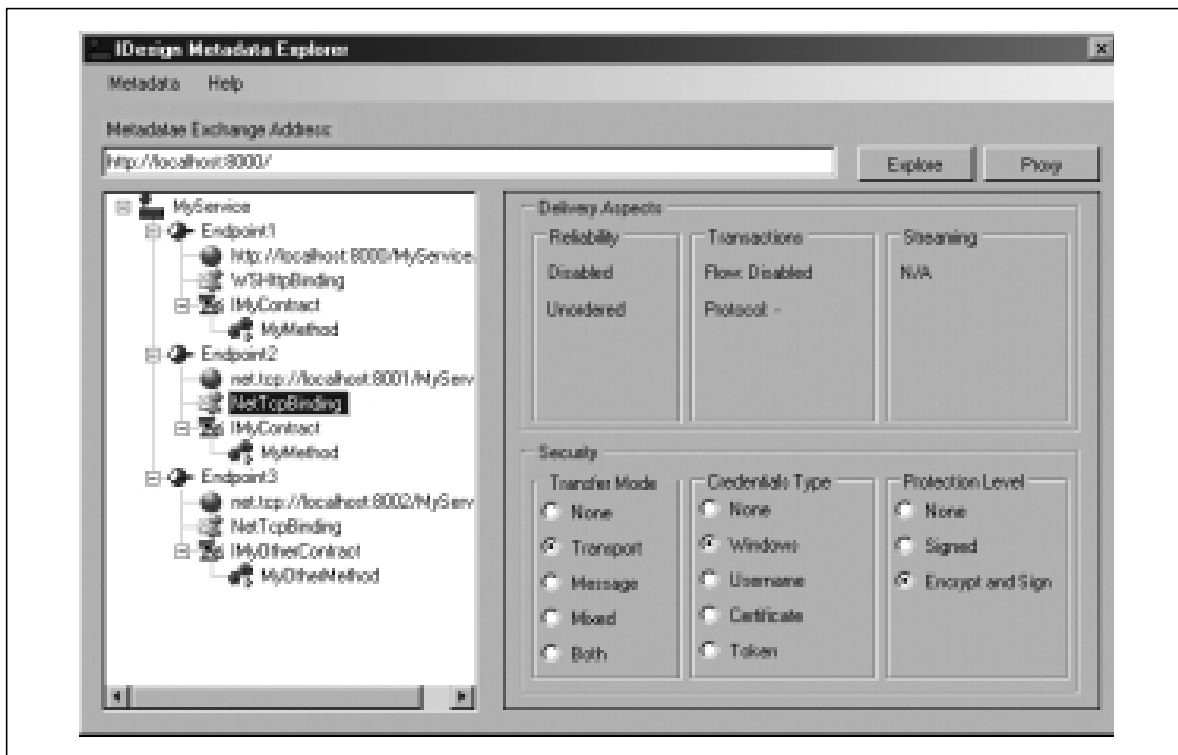 IDesign Metadata Explorer
Metadata Help
Metadatae Exchange Address:
http://localhost:8000/
Explore Proxy
MyService
Endpoint1
http://localhost:8000/MyService
WSHttpBinding
IMyContract
MyMethod
Endpoint2
net.tcp://localhost:8001/MyServ
NetTcpBinding
IMyContract
MyMethod
Endpoint3
net.tcp://localhost:8002/MyServ
NetTcpBinding
IMyOtherContract
MyOtherMethod
Delivery Aspects
Reliability
Disabled
Unordered
Transactions
Flow: Disabled
Protocol: -
Streaming
N/A
Security
Transfer Mode
None
Transport
Message
Mixed
Both
Credentials Type
None
Windows
Username
Certificate
Token
Protection Level
None
Signed
Encrypt and Sign